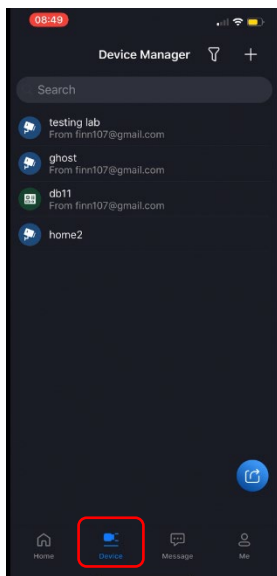 08:49
Device Manager
Search
testing lab
From finn107@gmail.com
ghost
From finn107@gmail.com
db11
From finn107@gmail.com
home2
Home Device Message Me